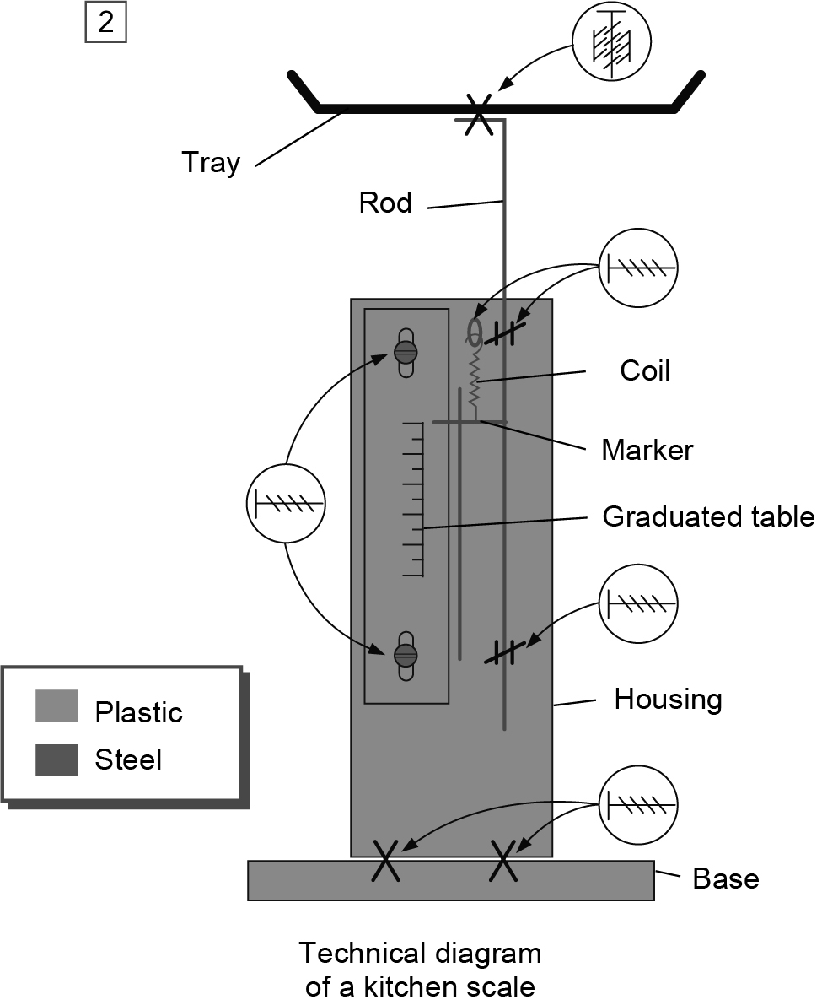 2
Tray
Rod
Coil
Marker
Graduated table
Housing
Plastic
Steel
Base
Technical diagram
of a kitchen scale